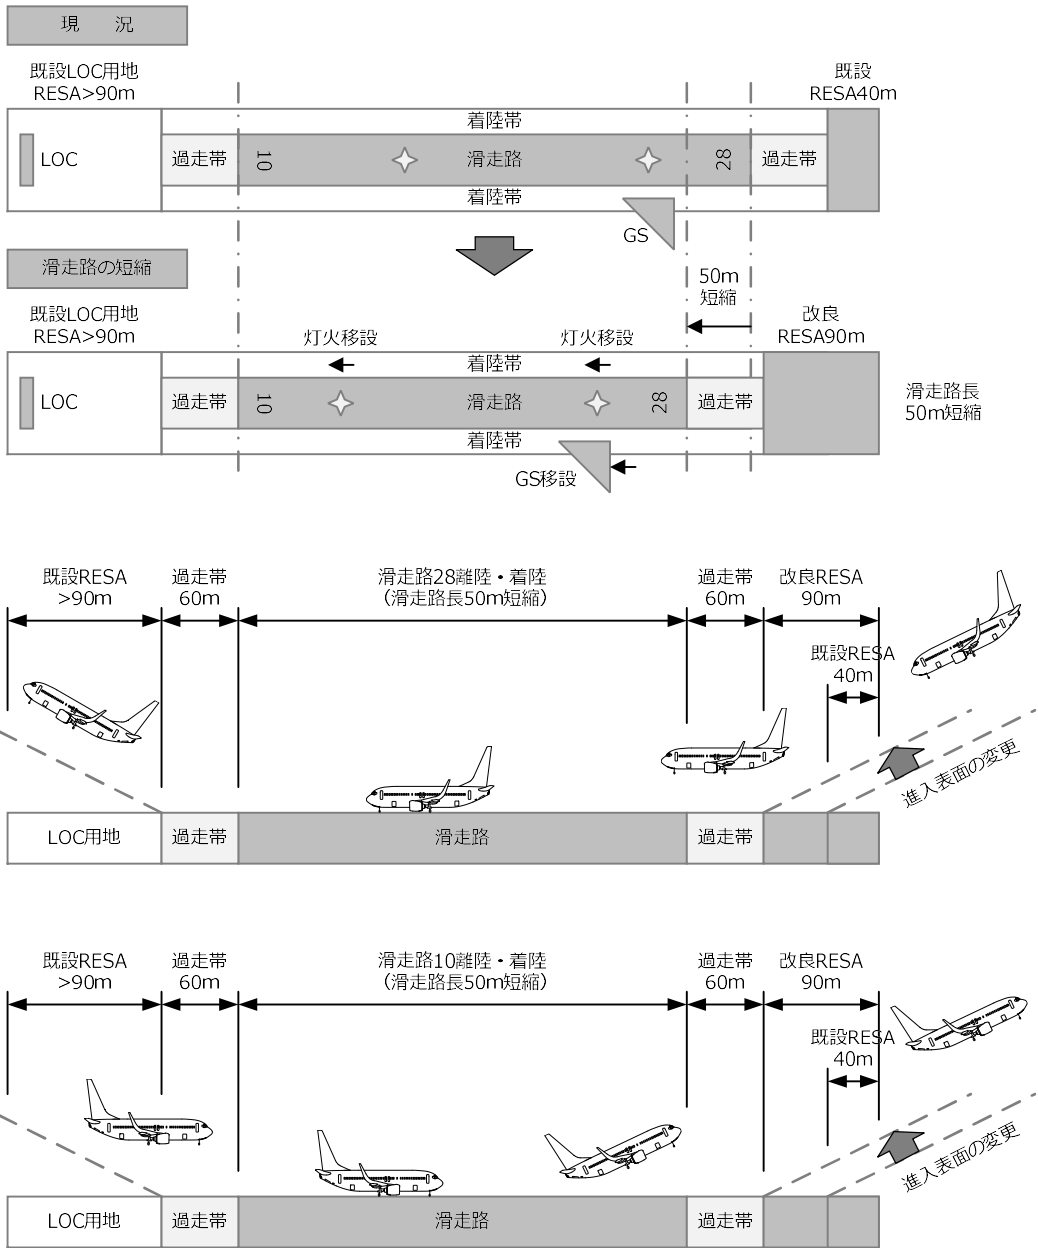 現　　況
既設LOC用地
RESA>90m
既設
RESA40m
着陸帯
LOC
過走帯
10
滑走路
28
過走帯
着陸帯
GS
滑走路の短縮
50m
短縮
既設LOC用地
RESA>90m
改良
RESA90m
灯火移設
灯火移設
着陸帯
LOC
過走帯
10
滑走路
28
過走帯
滑走路長
50m短縮
着陸帯
GS移設
既設RESA
>90m
過走帯
60m
滑走路28離陸・着陸
（滑走路長50m短縮）
過走帯
60m
改良RESA
90m
既設RESA
40m
進入表面の変更
LOC用地
過走帯
滑走路
過走帯
既設RESA
>90m
過走帯
60m
滑走路10離陸・着陸
（滑走路長50m短縮）
過走帯
60m
改良RESA
90m
既設RESA
40m
進入表面の変更
LOC用地
過走帯
滑走路
過走帯